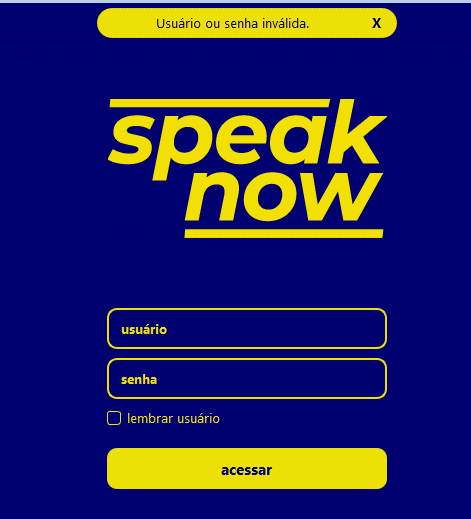 Usuário ou senha inválida. X
speak
now
usuário
senha
lembrar usuário
acessar